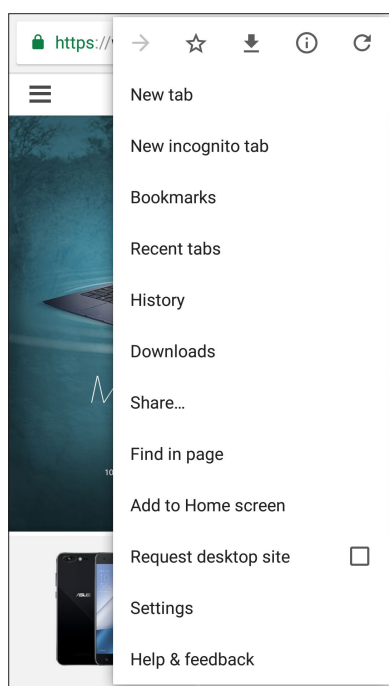 https://
New tab
New incognito tab
Bookmarks
Recent tabs
History
Downloads
Share…
Find in page
Add to Home screen
Request desktop site
Settings
Help & feedback
ASUS